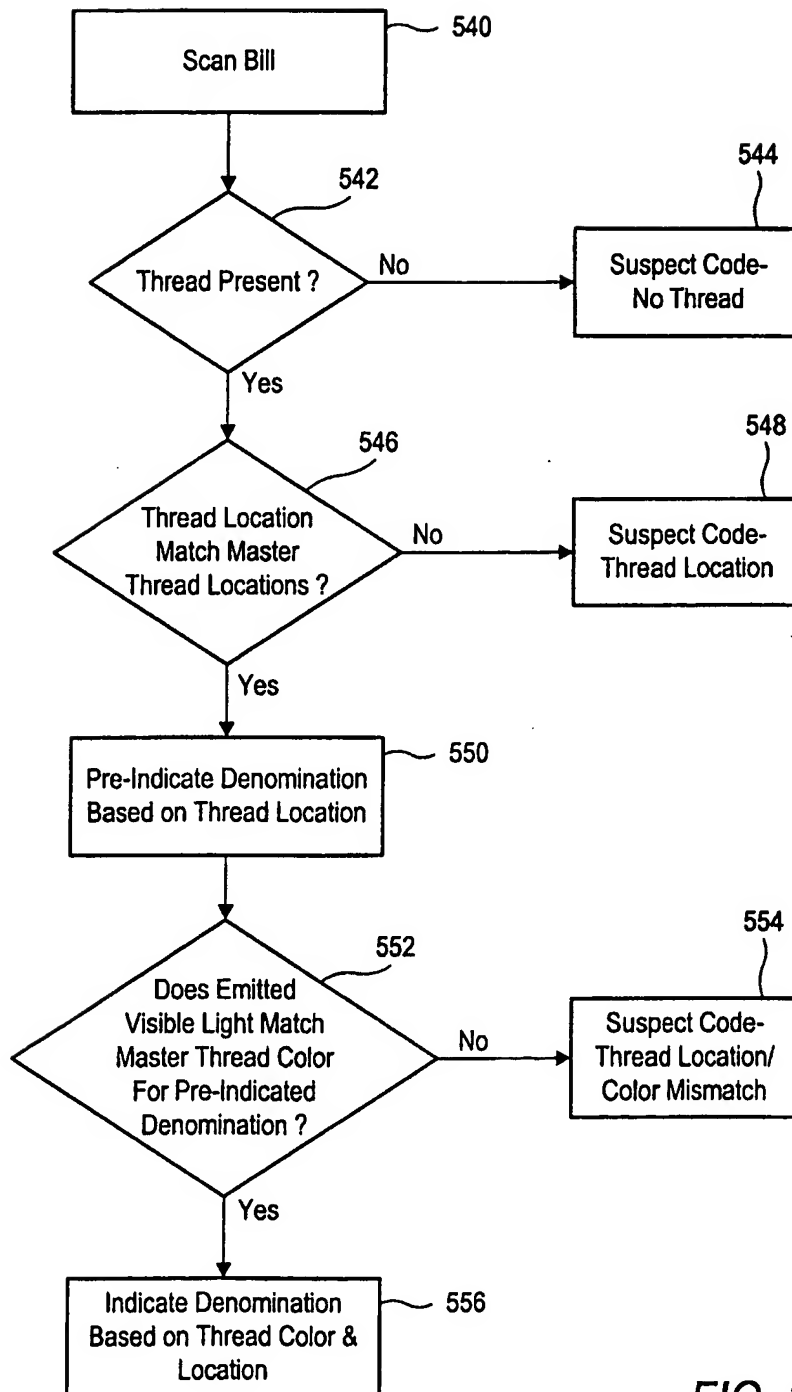 Scan Bill
540
542
Thread Present ?
No
544
Suspect Code-
No Thread
Yes
546
Thread Location
Match Master
Thread Locations ?
No
548
Suspect Code-
Thread Location
Yes
Pre-Indicate Denomination
Based on Thread Location
550
552
Does Emitted
Visible Light Match
Master Thread Color
For Pre-Indicated
Denomination ?
No
554
Suspect Code-
Thread Location/
Color Mismatch
Yes
Indicate Denomination
Based on Thread Color &
Location
556
FIG.